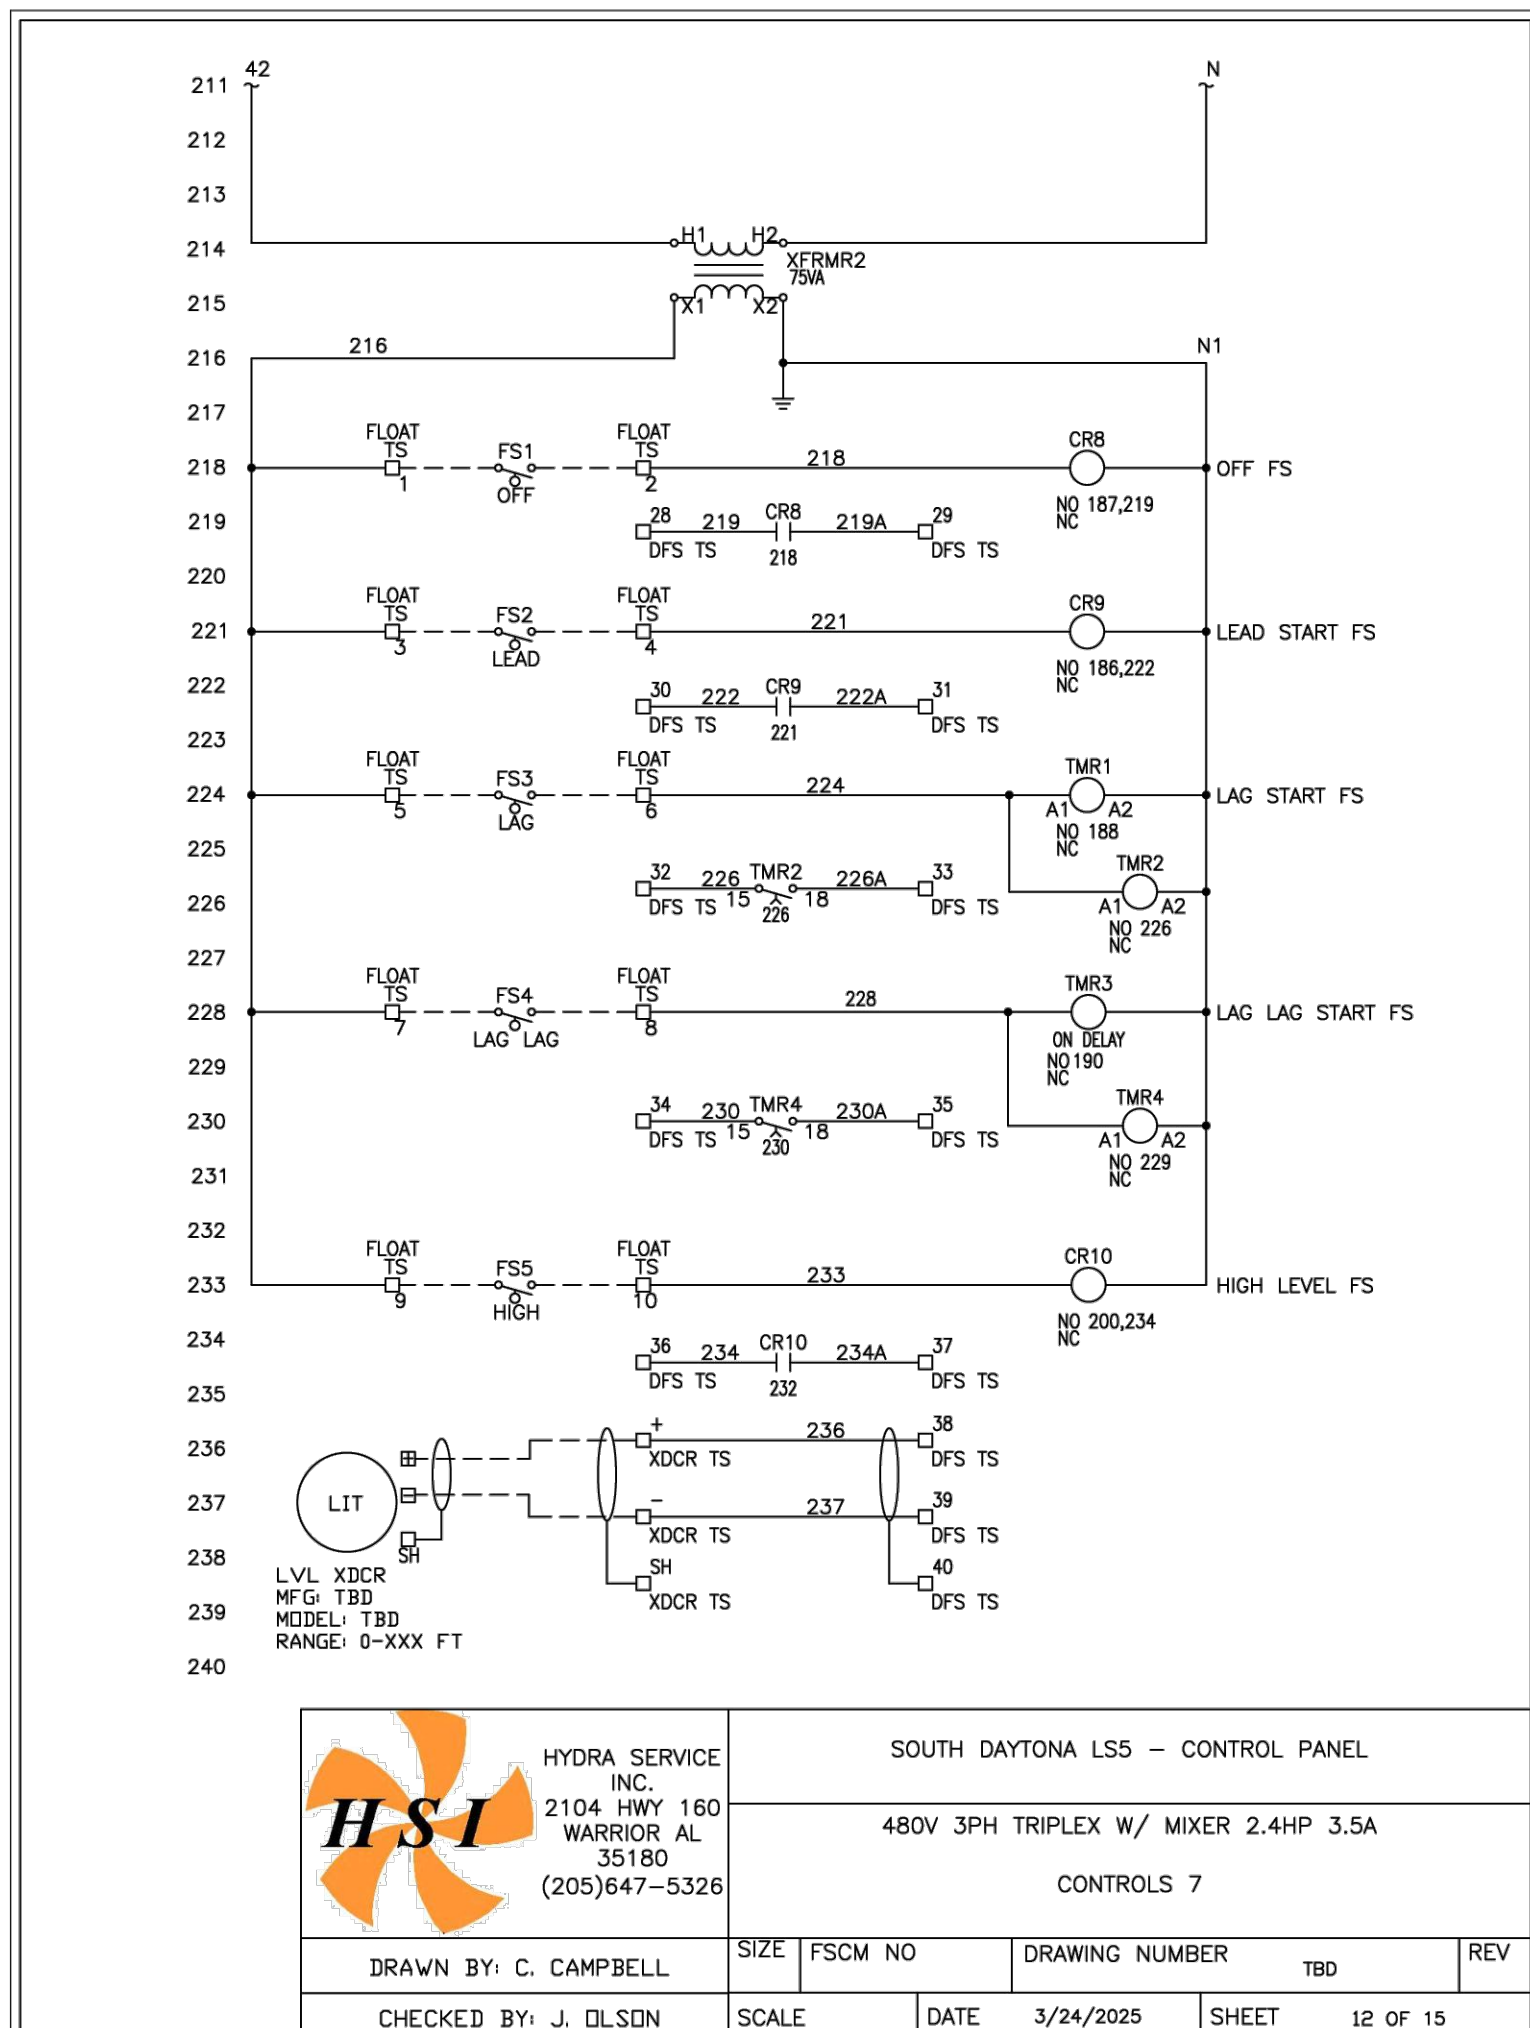 42
N
211
212
213
214
H1
H2
XFRMR2
75VA
215
X1
X2
216
216
N1
217
FLOAT
TS
FS1
FLOAT
TS
CR8
218
1
OFF
2
218
OFF FS
NO 187,219
NC
219
28
219
CR8
219A
29
DFS TS
218
DFS TS
220
FLOAT
TS
FS2
FLOAT
TS
CR9
221
3
LEAD
4
221
LEAD START FS
NO 186,222
NC
222
30
222
CR9
222A
31
DFS TS
221
DFS TS
223
FLOAT
TS
FS3
FLOAT
TS
TMR1
224
5
LAG
6
224
A1
A2
LAG START FS
NO 188
NC
225
TMR2
32
226
TMR2
226A
33
DFS TS
15
18
226
DFS TS
226
A1
A2
NO 226
NC
227
FLOAT
TS
FS4
FLOAT
TS
TMR3
228
7
LAG LAG
8
228
LAG LAG START FS
ON DELAY
NO 190
NC
229
TMR4
34
230
TMR4
230A
35
230
DFS TS
15
18
230
DFS TS
A1
A2
NO 229
NC
231
232
FLOAT
TS
FS5
FLOAT
TS
CR10
233
9
HIGH
10
233
HIGH LEVEL FS
NO 200,234
NC
234
36
234
CR10
234A
37
DFS TS
232
DFS TS
235
236
+
236
38
XDCR TS
DFS TS
+
237
LIT
-
-
237
39
XDCR TS
DFS TS
238
SH
SH
40
XDCR TS
DFS TS
239
LVL XDCR
MFG: TBD
MODEL: TBD
RANGE: 0-XXX FT
240
HSI
HYDRA SERVICE
INC.
2104 HWY 160
WARRIOR AL
35180
(205)647-5326
SOUTH DAYTONA LS5 - CONTROL PANEL
480V 3PH TRIPLEX W/ MIXER 2.4HP 3.5A
CONTROLS 7
DRAWN BY: C. CAMPBELL
SIZE
FSCM NO
DRAWING NUMBER
TBD
REV
CHECKED BY: J. OLSON
SCALE
DATE
3/24/2025
SHEET
12 OF 15